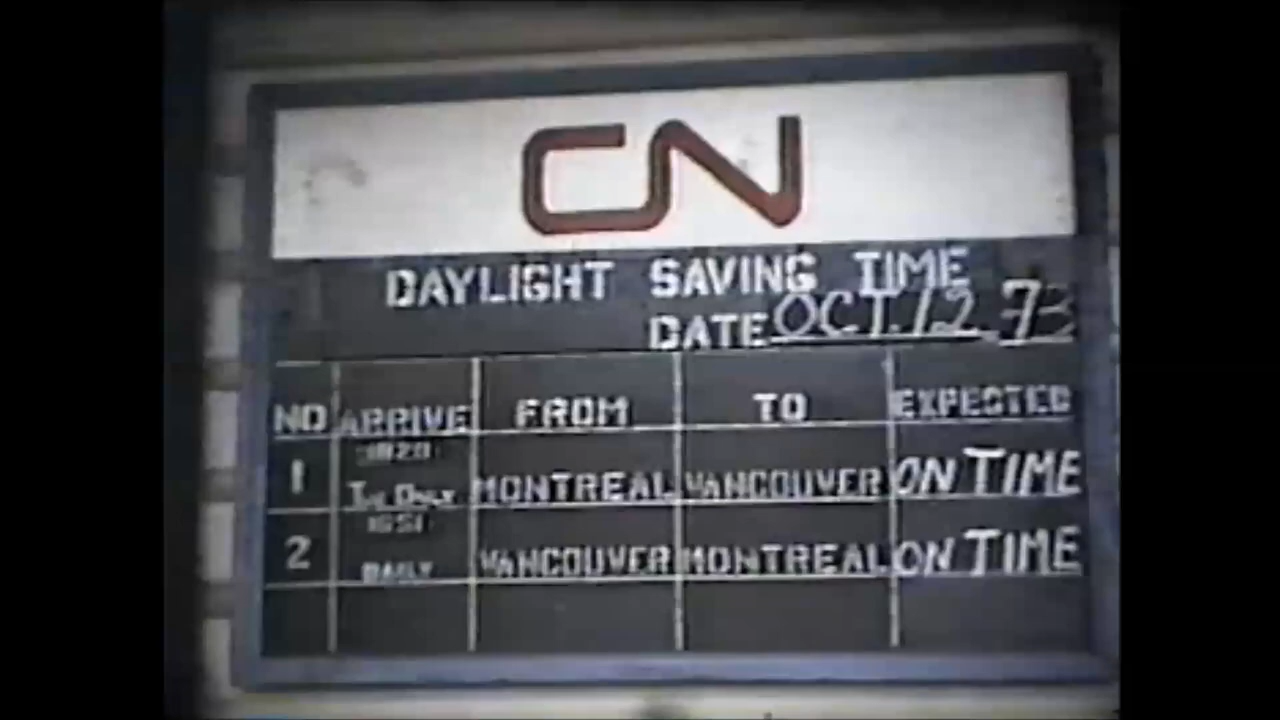 CN
DAYLIGHT SAVING TIME
DATE OCT. 12 73
NO ARRIVE FROM TO EXPECTED
1 MONTREAL VANCOUVER ON TIME
2 1651 DAILY VANCOUVER MONTREAL ON TIME